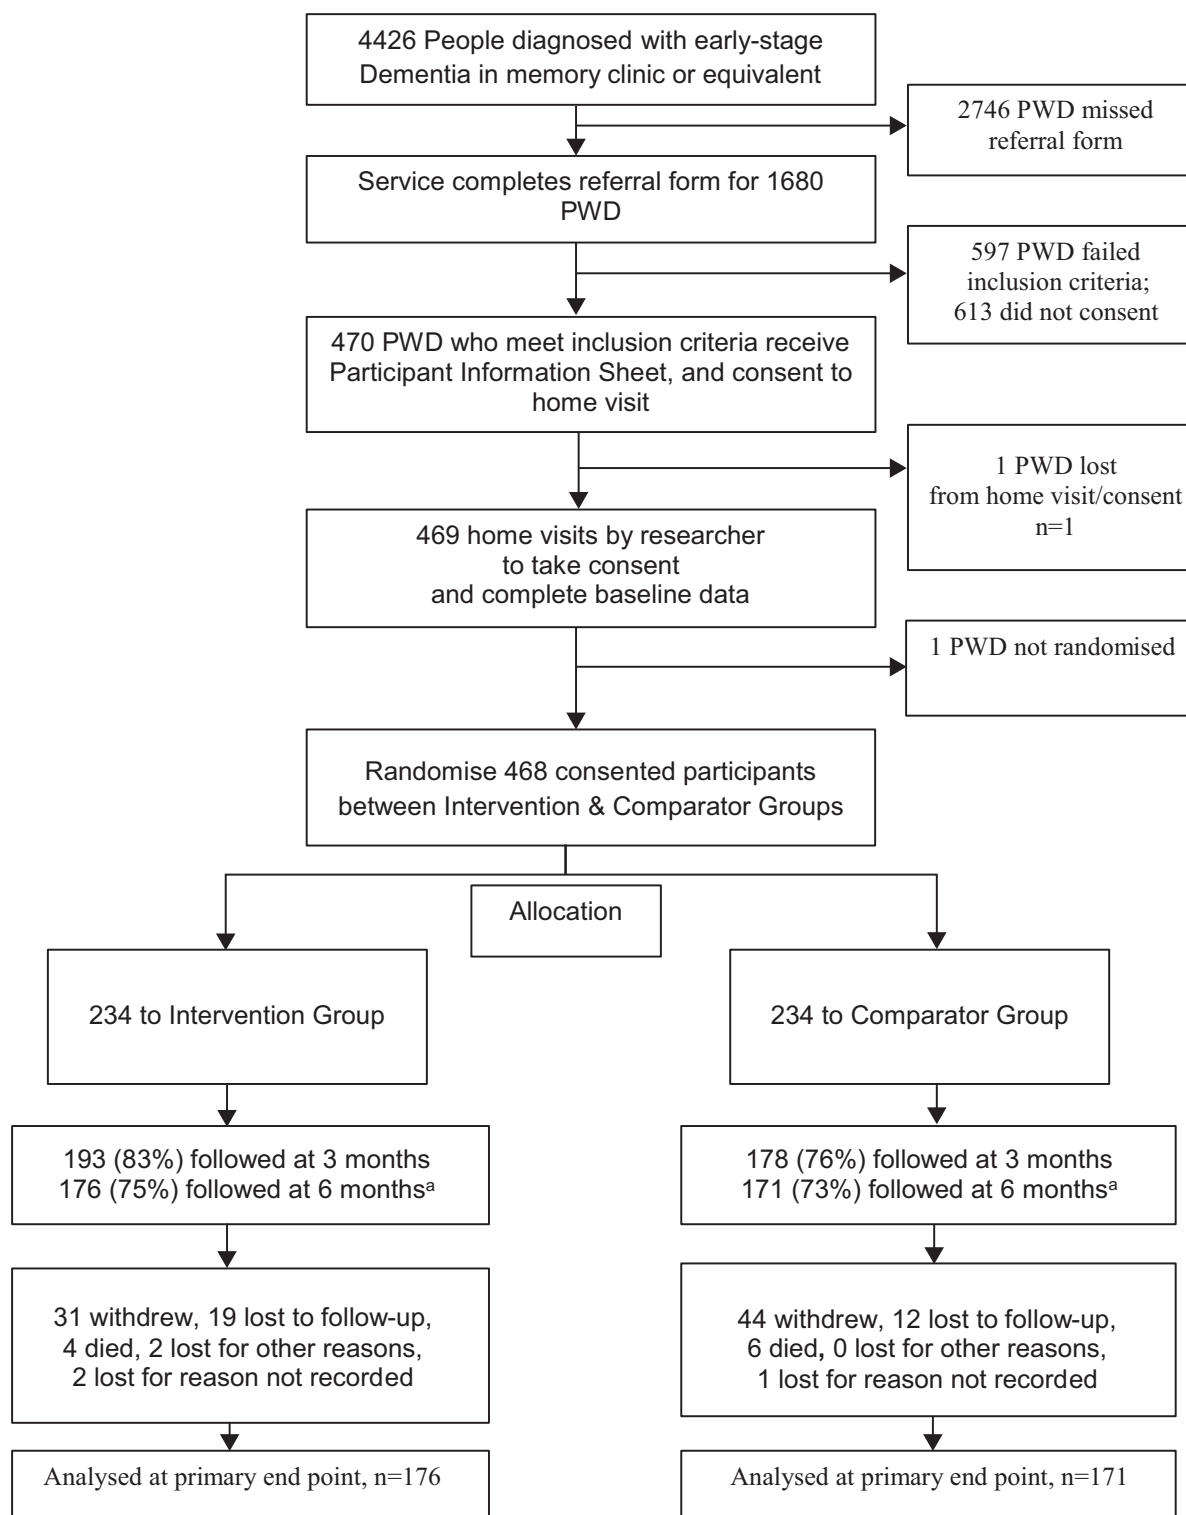 4426 People diagnosed with early-stage
Dementia in memory clinic or equivalent
2746 PWD missed
referral form
Service completes referral form for 1680
PWD
597 PWD failed
inclusion criteria;
613 did not consent
470 PWD who meet inclusion criteria receive
Participant Information Sheet, and consent to
home visit
1 PWD lost
from home visit/consent
n=1
469 home visits by researcher
to take consent
and complete baseline data
1 PWD not randomised
Randomise 468 consented participants
between Intervention & Comparator Groups
Allocation
234 to Intervention Group
234 to Comparator Group
193 (83%) followed at 3 months
176 (75%) followed at 6 monthsᵃ
178 (76%) followed at 3 months
171 (73%) followed at 6 monthsᵃ
31 withdrew, 19 lost to follow-up,
4 died, 2 lost for other reasons,
2 lost for reason not recorded
44 withdrew, 12 lost to follow-up,
6 died, 0 lost for other reasons,
1 lost for reason not recorded
Analysed at primary end point, n=176
Analysed at primary end point, n=171